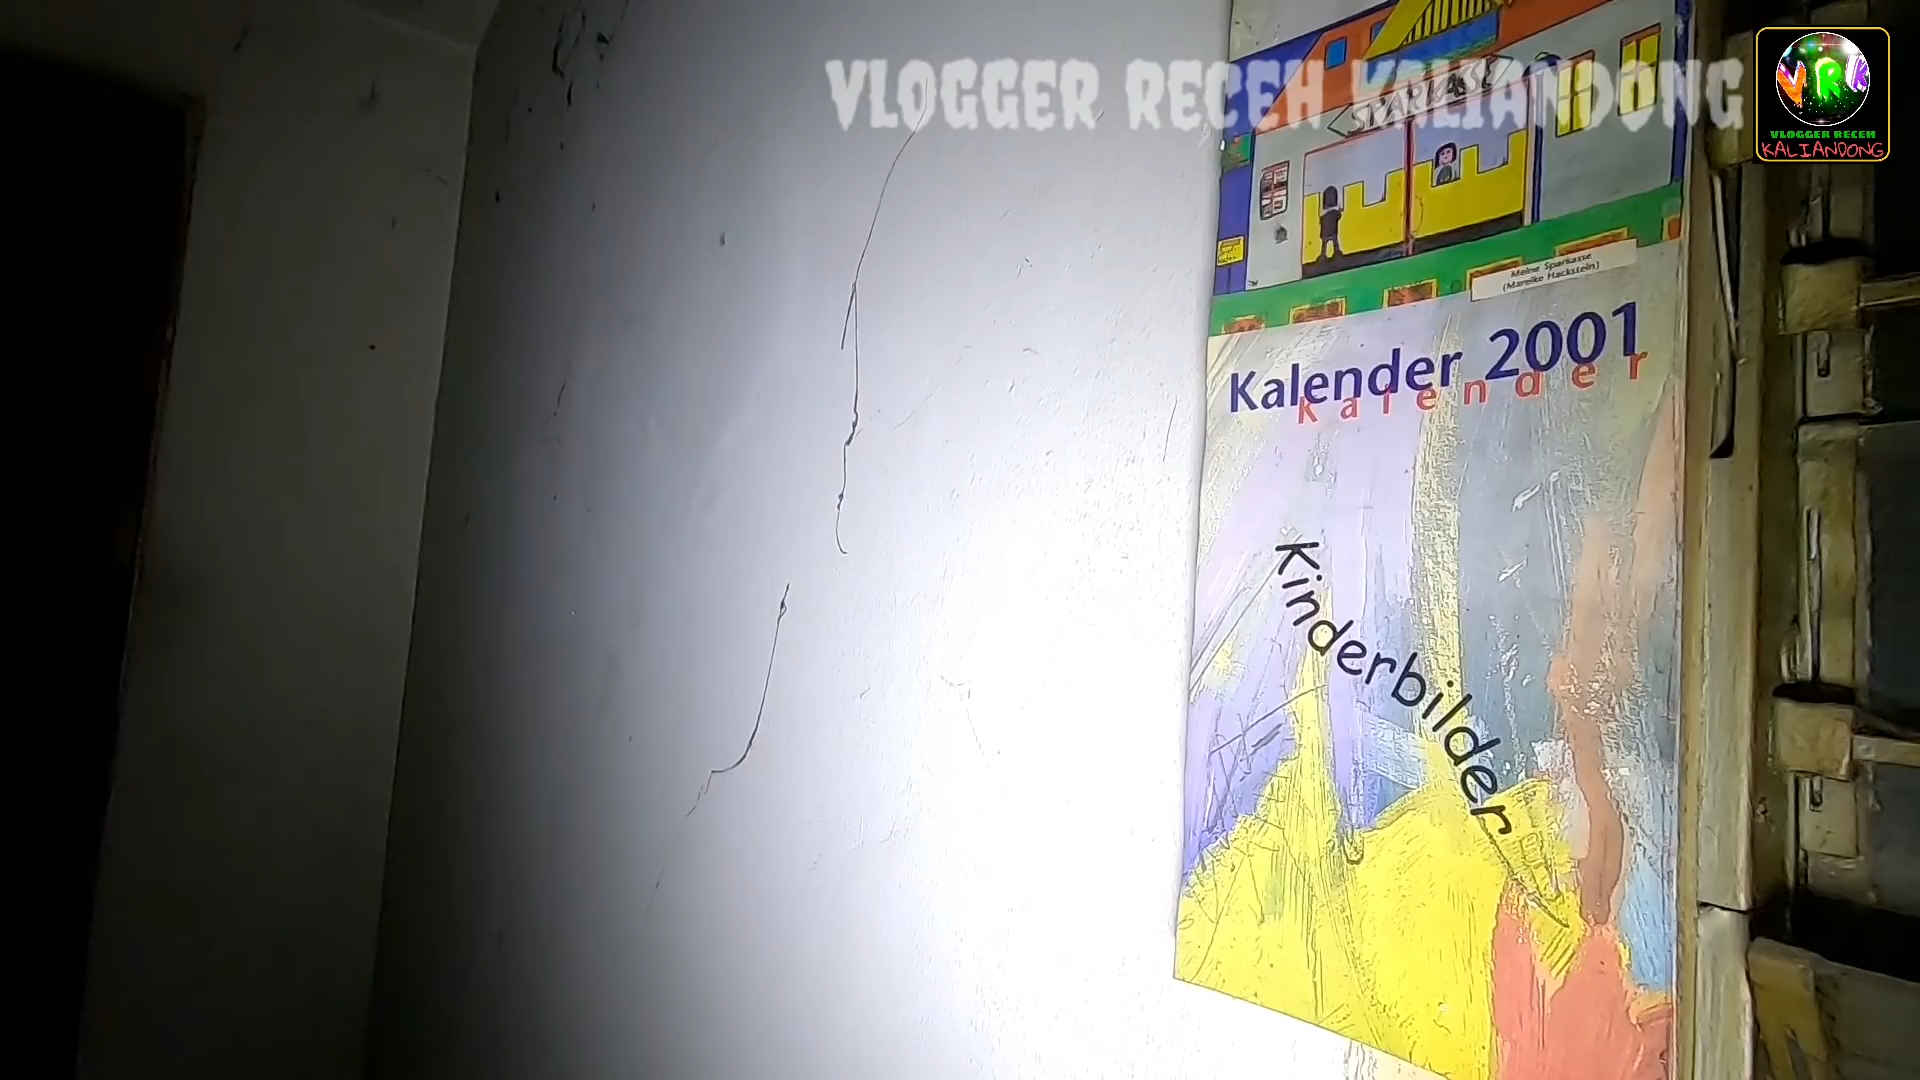 VLOGGER RECEH KALIANDONG
VRK
VLOGGER RECEH
KALIANDONG
SPARKASSE
Meine Sparkasse
(Mareike Hackstein)
Kalender 2001
Kalender
Kinderbilder